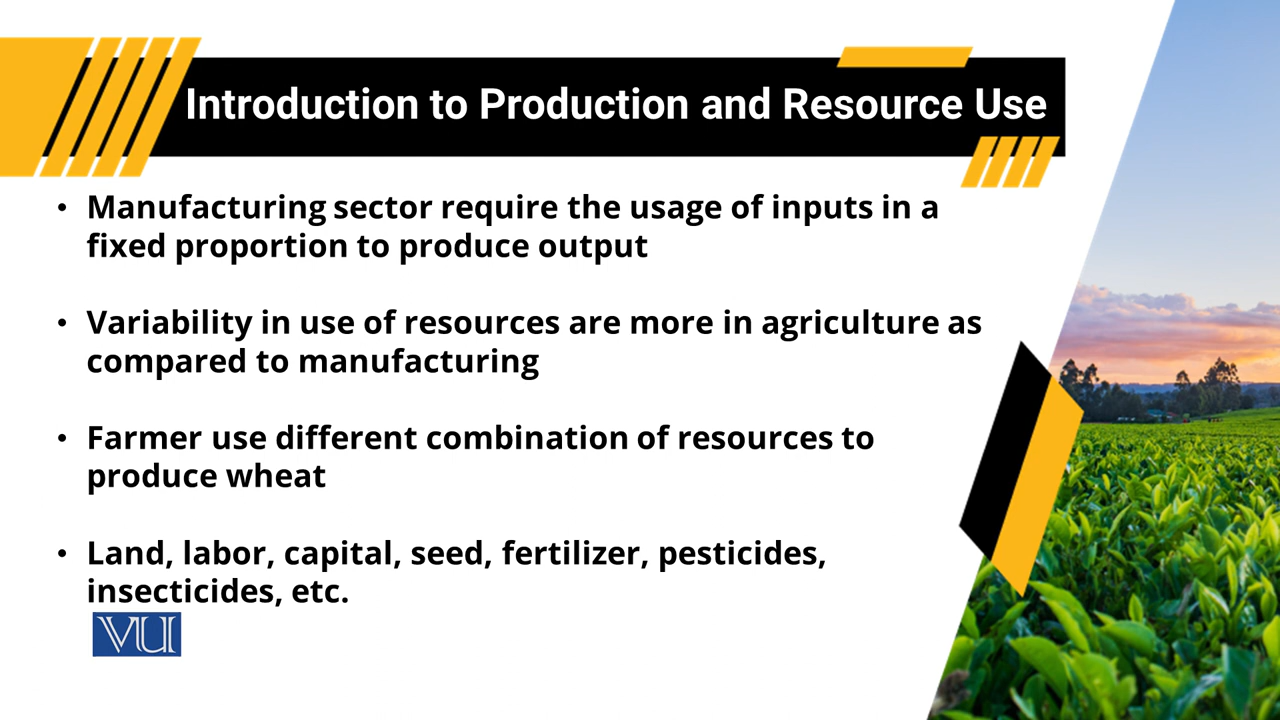 Introduction to Production and Resource Use
• Manufacturing sector require the usage of inputs in a
fixed proportion to produce output
• Variability in use of resources are more in agriculture as
compared to manufacturing
• Farmer use different combination of resources to
produce wheat
• Land, labor, capital, seed, fertilizer, pesticides,
insecticides, etc.
VU